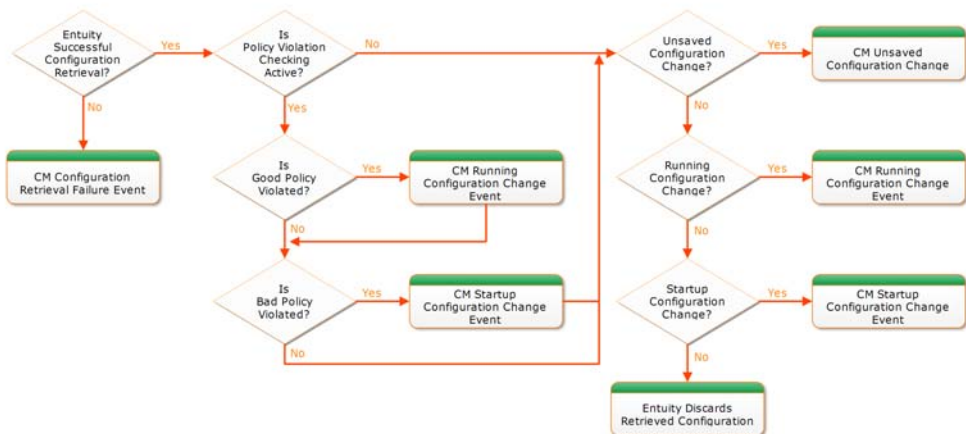 Entuity
Successful
Configuration
Retrieval?
Yes
No
CM Configuration
Retrieval Failure Event
Is
Policy Violation
Checking
Active?
No
Yes
Is
Good Policy
Violated?
Yes
CM Running
Configuration Change
Event
No
Is
Bad Policy
Violated?
Yes
CM Startup
Configuration Change
Event
No
Unsaved
Configuration
Change?
Yes
CM Unsaved
Configuration Change
No
Running
Configuration
Change?
Yes
CM Running
Configuration Change
Event
No
Startup
Configuration
Change?
Yes
CM Startup
Configuration Change
Event
No
Entuity Discards
Retrieved Configuration